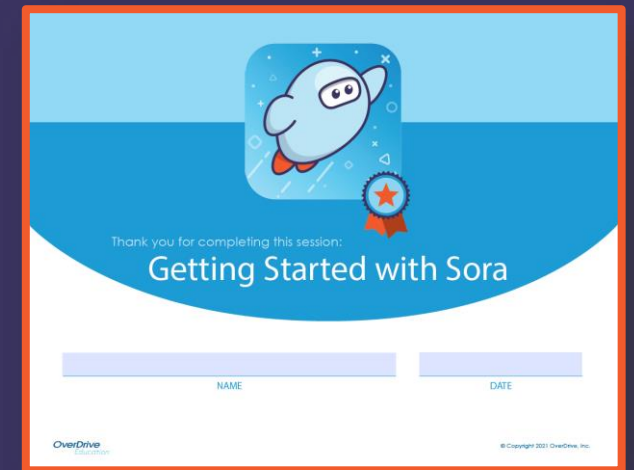 Thank you for completing this session:
Getting Started with Sora
NAME
DATE
OverDrive
Education
© Copyright 2021 OverDrive, Inc.